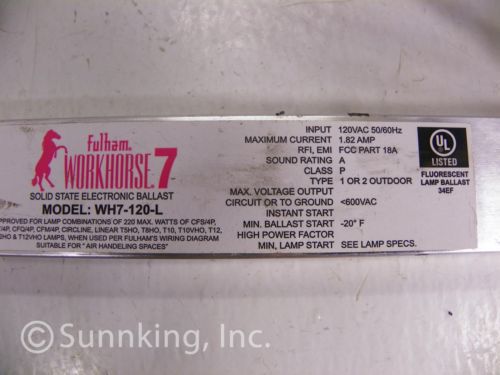 fulham.
WORKHORSE 7
SOLID STATE ELECTRONIC BALLAST
MODEL: WH7-120-L
APPROVED FOR LAMP COMBINATIONS OF 220 MAX. WATTS OF CFS/4P,
/4P, CFQ/4P, CFM/4P, CIRCLINE, LINEAR T5HO, T8HO, T10, T10VHO, T12,
HO & T12VHO LAMPS, WHEN USED PER FULHAM'S WIRING DIAGRAM
SUITABLE FOR "AIR HANDELING SPACES"
INPUT 120VAC 50/60Hz
MAXIMUM CURRENT 1.82 AMP
RFI, EMI FCC PART 18A
SOUND RATING A
CLASS P
TYPE 1 OR 2 OUTDOOR
MAX. VOLTAGE OUTPUT
CIRCUIT OR TO GROUND <600VAC
INSTANT START
MIN. BALLAST START -20° F
HIGH POWER FACTOR
MIN, LAMP START SEE LAMP SPECS.
UL
LISTED
FLUORESCENT
LAMP BALLAST
34EF
© Sunnking, Inc.